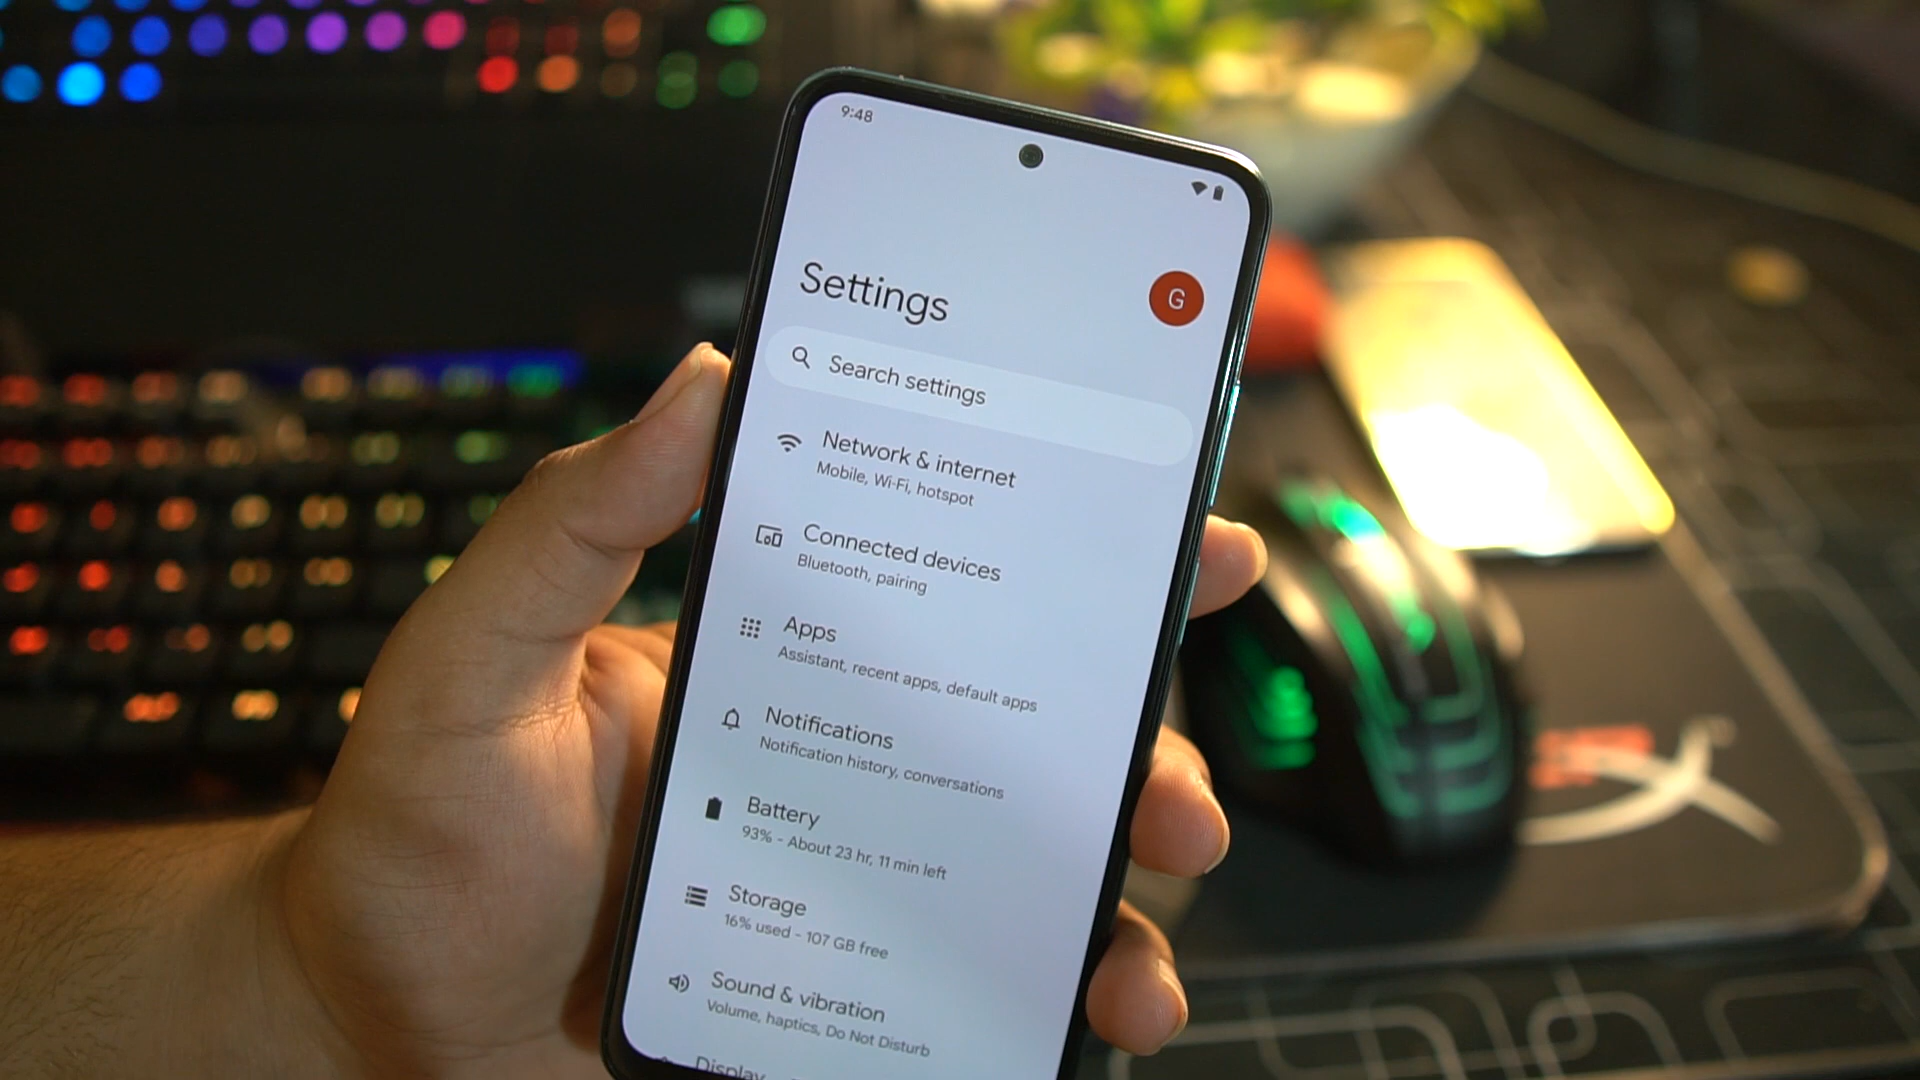 9:48
Settings
G
Search settings
Network & internet
Mobile, Wi-Fi, hotspot
Connected devices
Bluetooth, pairing
Apps
Assistant, recent apps, default apps
Notifications
Notification history, conversations
Battery
93% - About 23 hr, 11 min left
Storage
16% used - 107 GB free
Sound & vibration
Volume, haptics, Do Not Disturb
Display